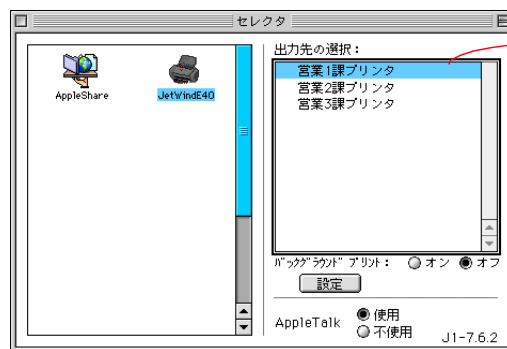 セレクタ
AppleShare
JetWindE40
出力先の選択：
営業1課プリンタ
営業2課プリンタ
営業3課プリンタ
ﾊﾞｯｸｸﾞﾗｳﾝﾄﾞ ﾌﾟﾘﾝﾄ： オン オフ
設定
AppleTalk 使用
不使用
J1-7.6.2